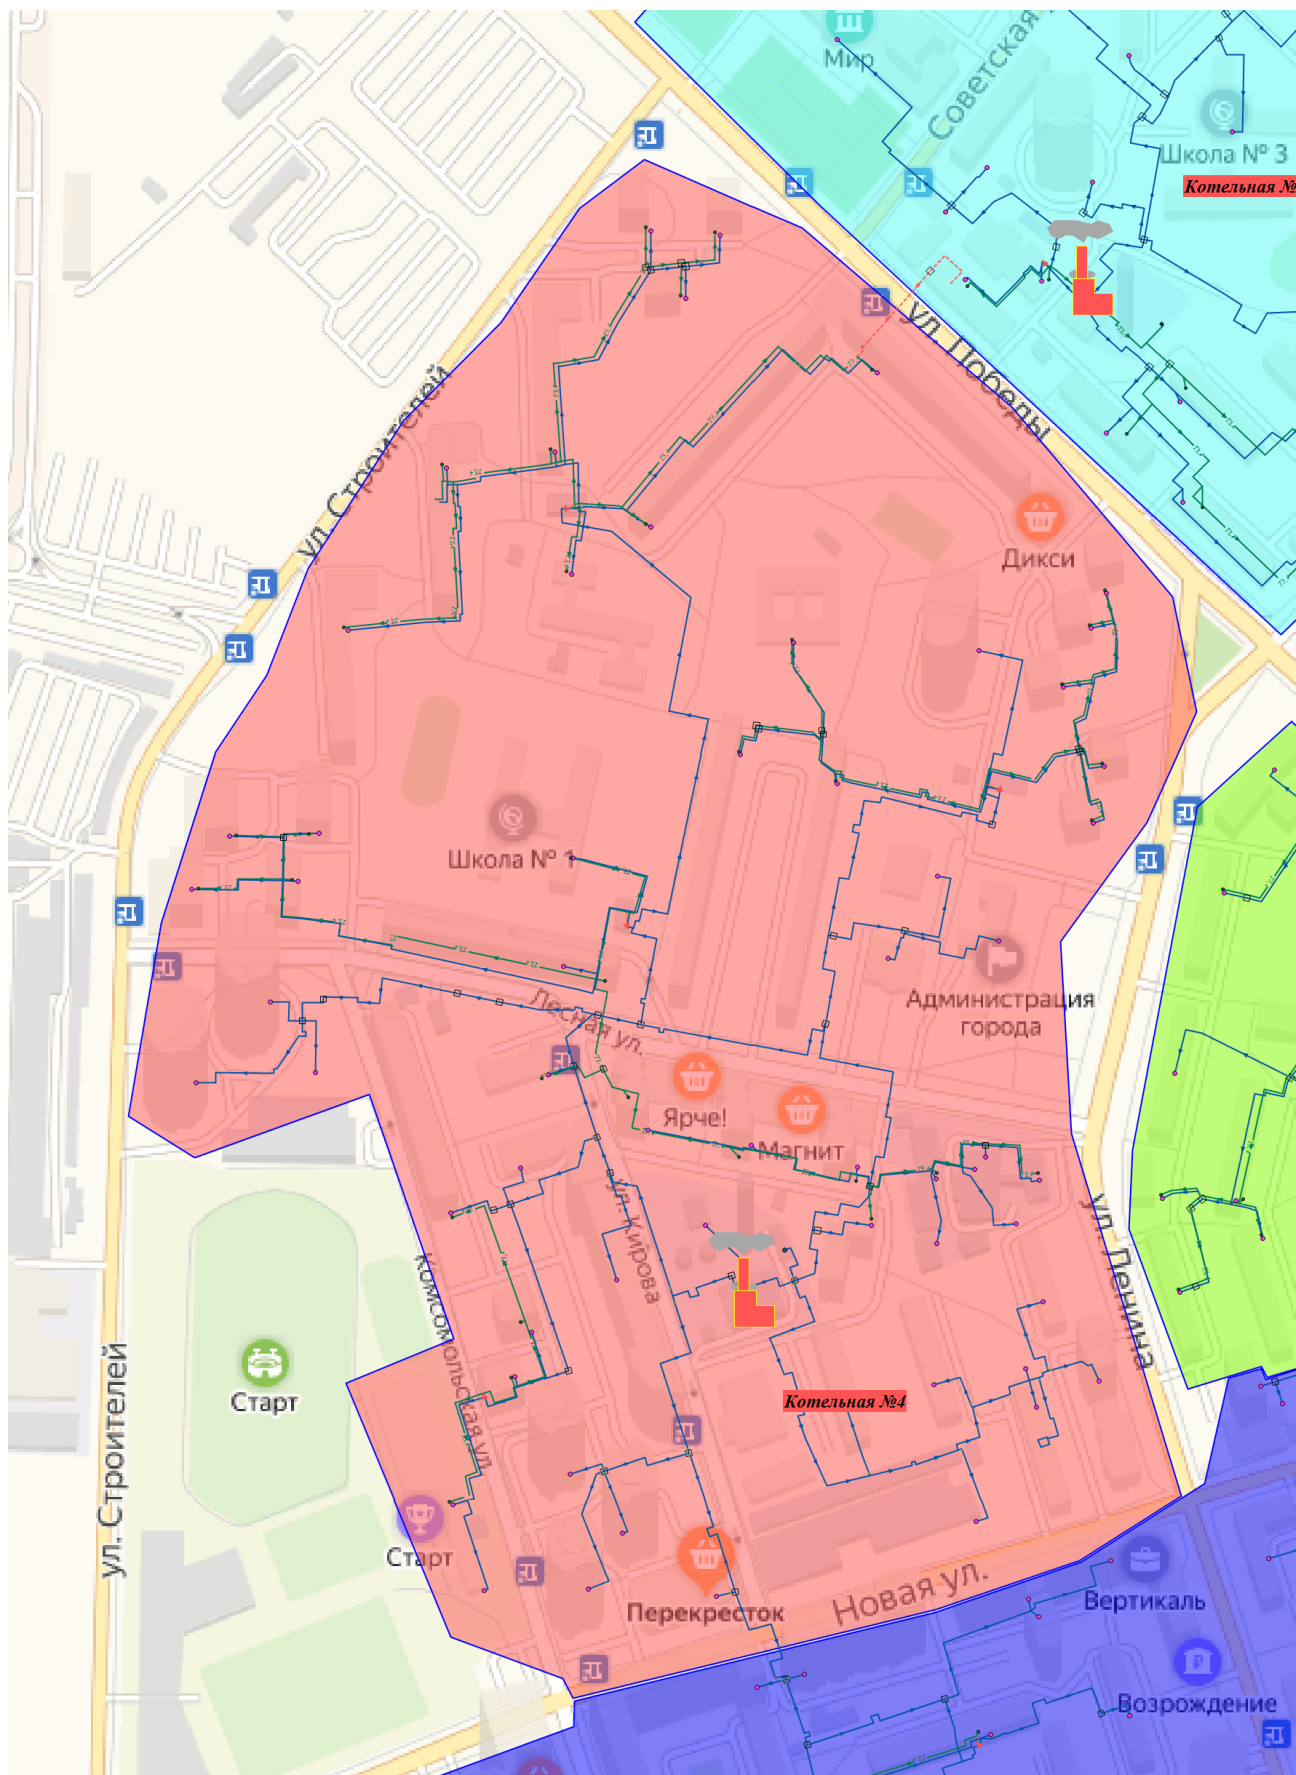 Мир
Советская
Школа № 3
Котельная №
ул. Победы
ул. Строителей
Дикси
Школа № 1
Администрация
города
Лесная ул.
Ярче!
Магнит
ул. Кирова
ул. Ленина
Комсомольская ул.
Старт
Котельная №4
ул. Строителей
Старт
Перекресток
Новая ул.
Вертикаль
Возрождение